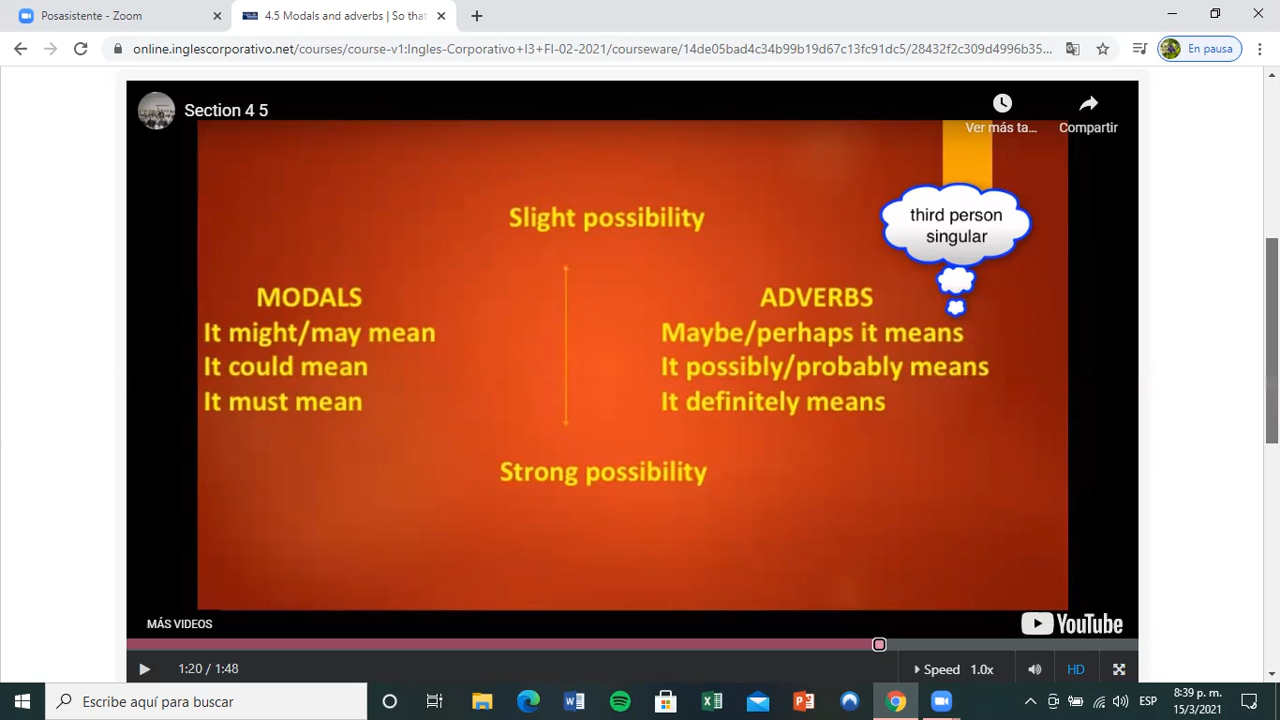 Posasistente - Zoom
4.5 Modals and adverbs | So that
online.inglescorporativo.net/courses/course-v1:Ingles-Corporativo+I3+FI-02-2021/courseware/14de05bad4c34b99b19d67c13fc91dc5/28432f2c309d4996b35...
En pausa
Section 4 5
Ver más ta...
Compartir
third person
singular
Slight possibility
MODALS
It might/may mean
It could mean
It must mean
ADVERBS
Maybe/perhaps it means
It possibly/probably means
It definitely means
Strong possibility
MÁS VIDEOS
YouTube
1:20 / 1:48
Speed 1.0x
HD
Escribe aquí para buscar
ESP
8:39 p. m.
15/3/2021